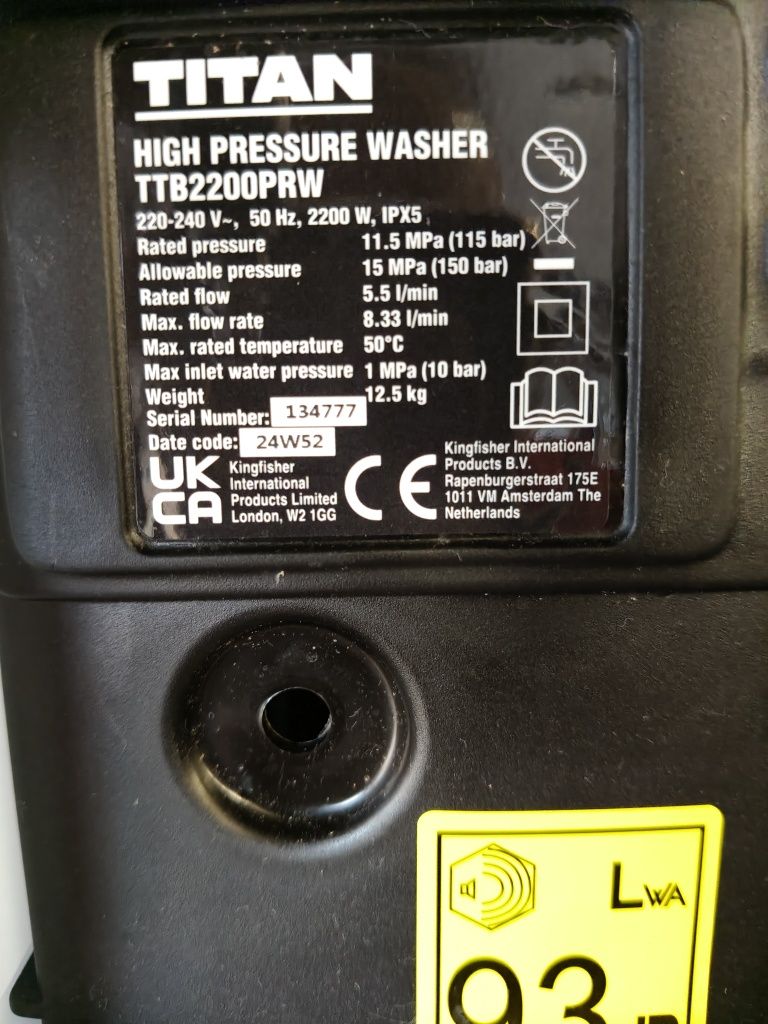 TITAN
HIGH PRESSURE WASHER
TTB2200PRW
220-240 V~, 50 Hz, 2200 W, IPX5
Rated pressure 11.5 MPa (115 bar)
Allowable pressure 15 MPa (150 bar)
Rated flow 5.5 l/min
Max. flow rate 8.33 l/min
Max. rated temperature 50°C
Max inlet water pressure 1 MPa (10 bar)
Weight 12.5 kg
Serial Number: 134777
Date code: 24W52
UK
CA
Kingfisher
International
Products Limited
London, W2 1GG
CE
Kingfisher International
Products B.V.
Rapenburgerstraat 175E
1011 VM Amsterdam The
Netherlands
LWA
93